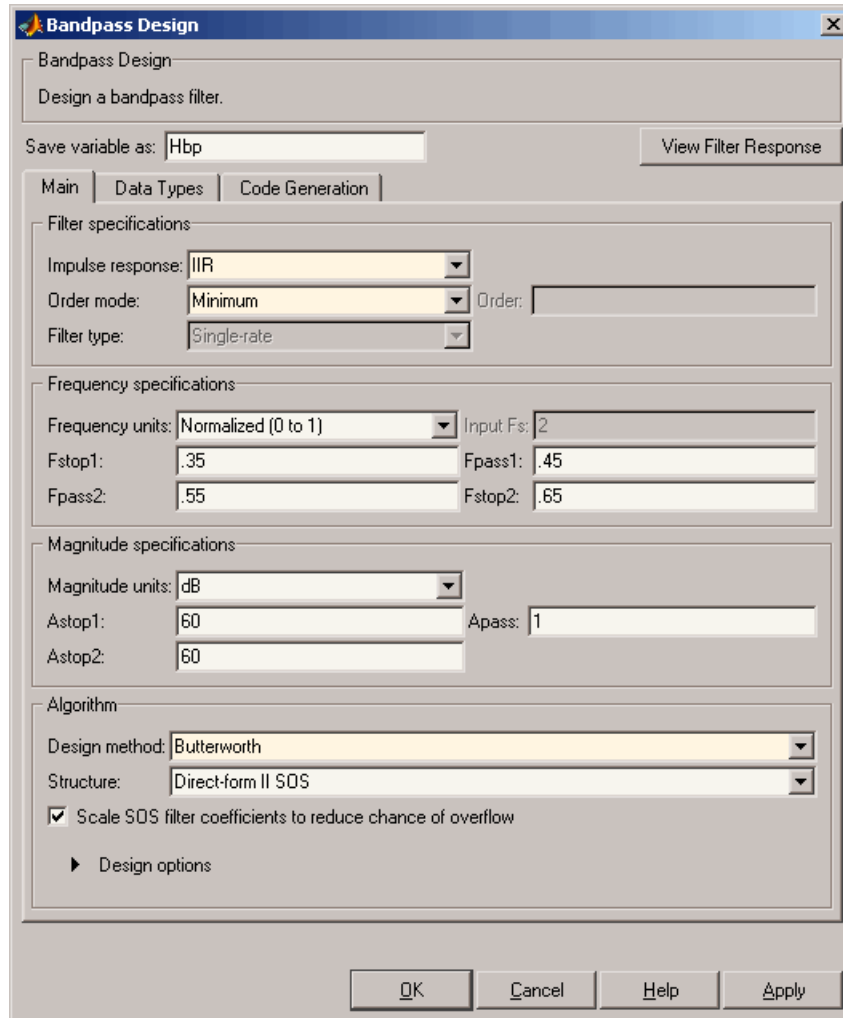 Bandpass Design
Bandpass Design
Design a bandpass filter.
Save variable as: Hbp View Filter Response
Main Data Types Code Generation
Filter specifications
Impulse response: IIR
Order mode: Minimum Order:
Filter type: Single-rate
Frequency specifications
Frequency units: Normalized (0 to 1) Input Fs: 2
Fstop1: .35 Fpass1: .45
Fpass2: .55 Fstop2: .65
Magnitude specifications
Magnitude units: dB
Astop1: 60 Apass: 1
Astop2: 60
Algorithm
Design method: Butterworth
Structure: Direct-form II SOS
Scale SOS filter coefficients to reduce chance of overflow
Design options
OK Cancel Help Apply